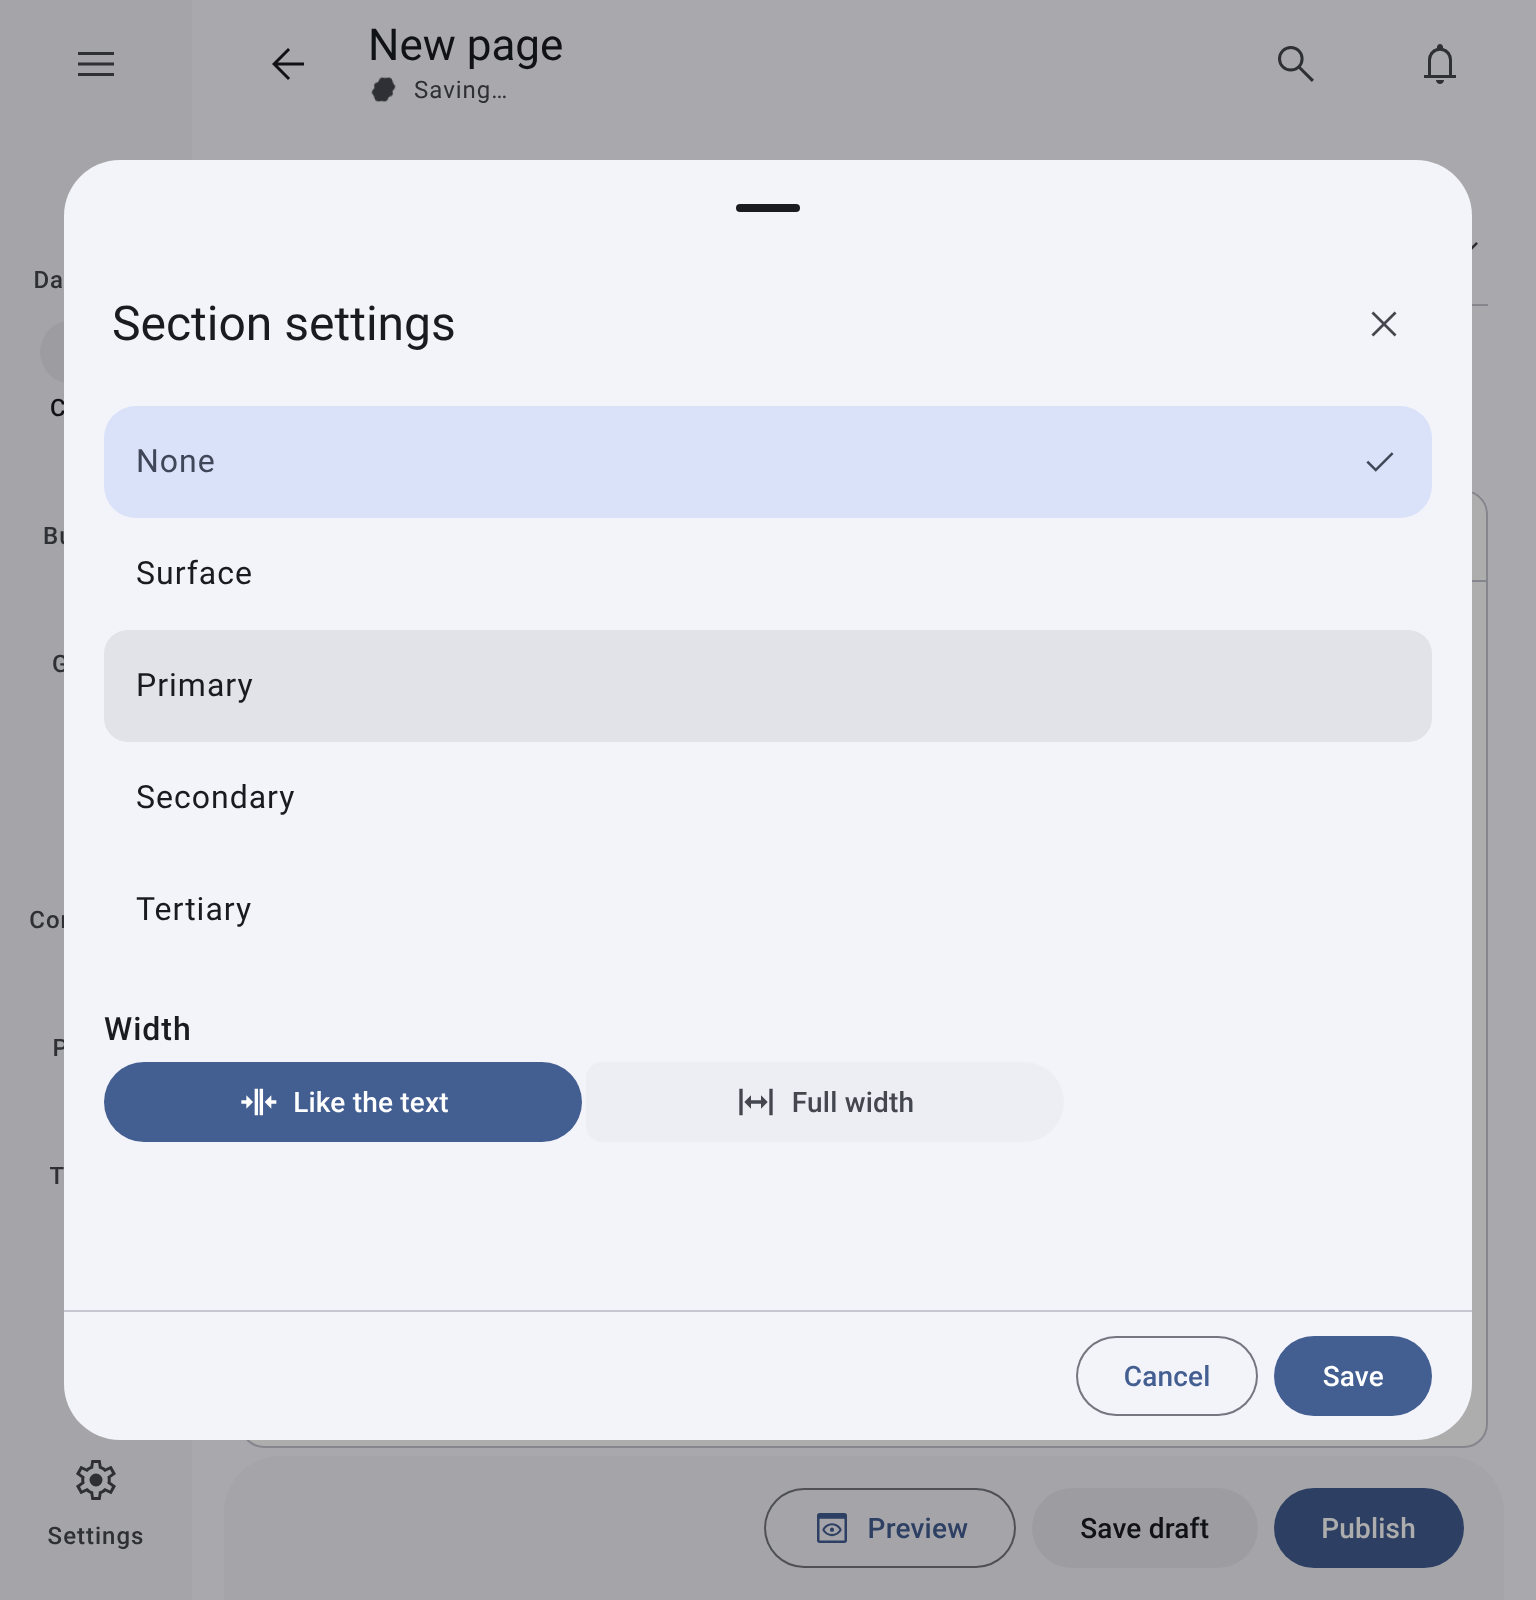 New page
Saving…
Section settings
None
Surface
Primary
Secondary
Tertiary
Width
Like the text
Full width
Cancel
Save
Settings
Preview
Save draft
Publish